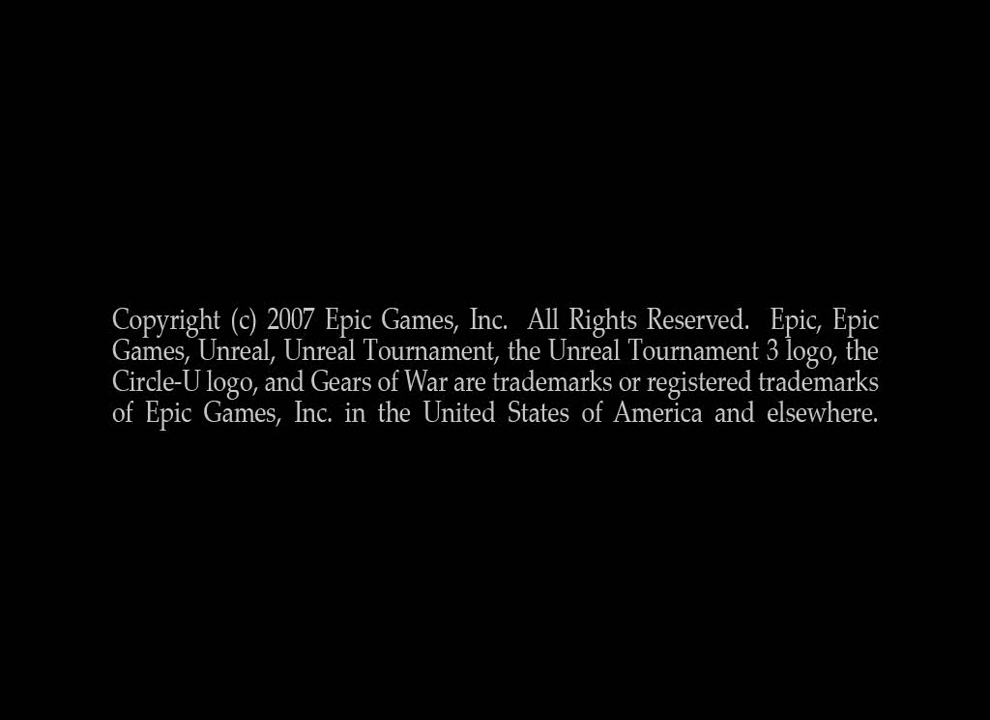 Copyright (c) 2007 Epic Games, Inc.  All Rights Reserved.  Epic, Epic
Games, Unreal, Unreal Tournament, the Unreal Tournament 3 logo, the
Circle-U logo, and Gears of War are trademarks or registered trademarks
of Epic Games, Inc. in the United States of America and elsewhere.